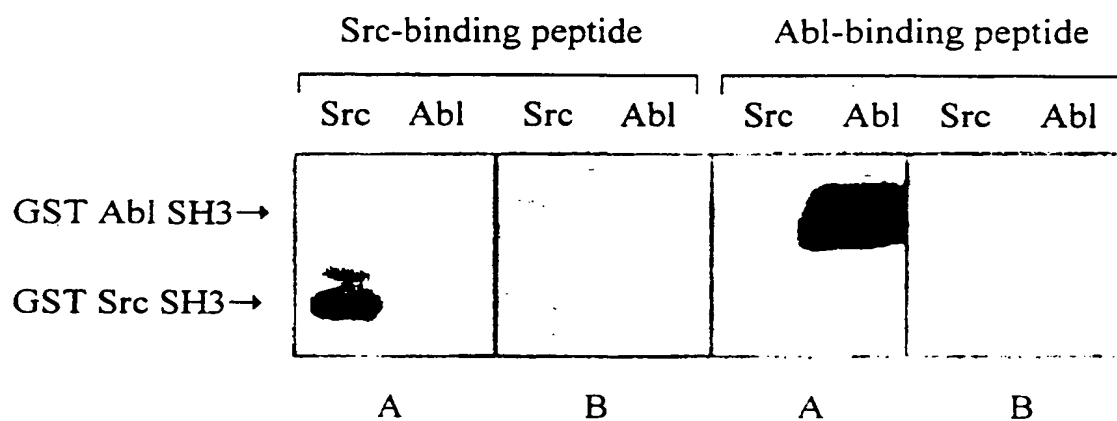 Src-binding peptide Abl-binding peptide
Src Abl Src Abl Src Abl Src Abl
GST Abl SH3→
GST Src SH3→
A B A B